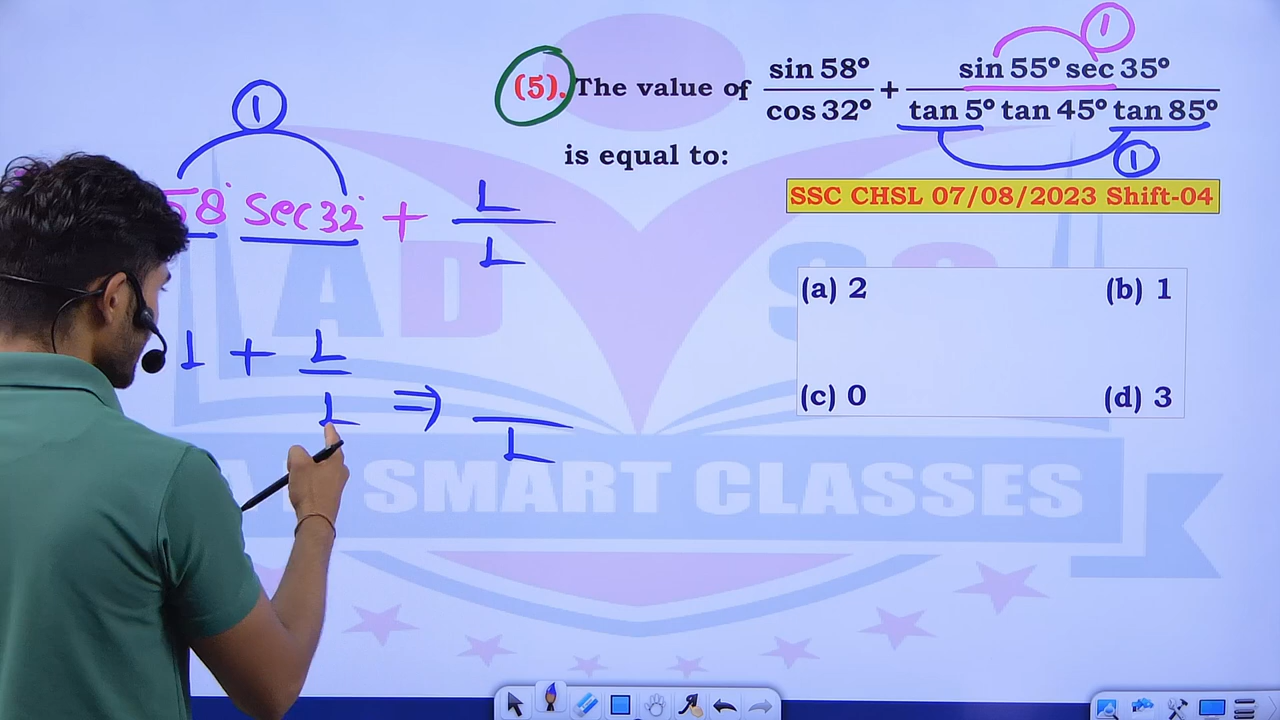 (5). The value of sin 58° / cos 32° + sin 55° sec 35° / tan 5° tan 45° tan 85°
is equal to:
SSC CHSL 07/08/2023 Shift-04
(a) 2 (b) 1
(c) 0 (d) 3
1
1
1
58° sec 32° + 1/1
1 + 1/1 ⇒ /1
SMART CLASSES